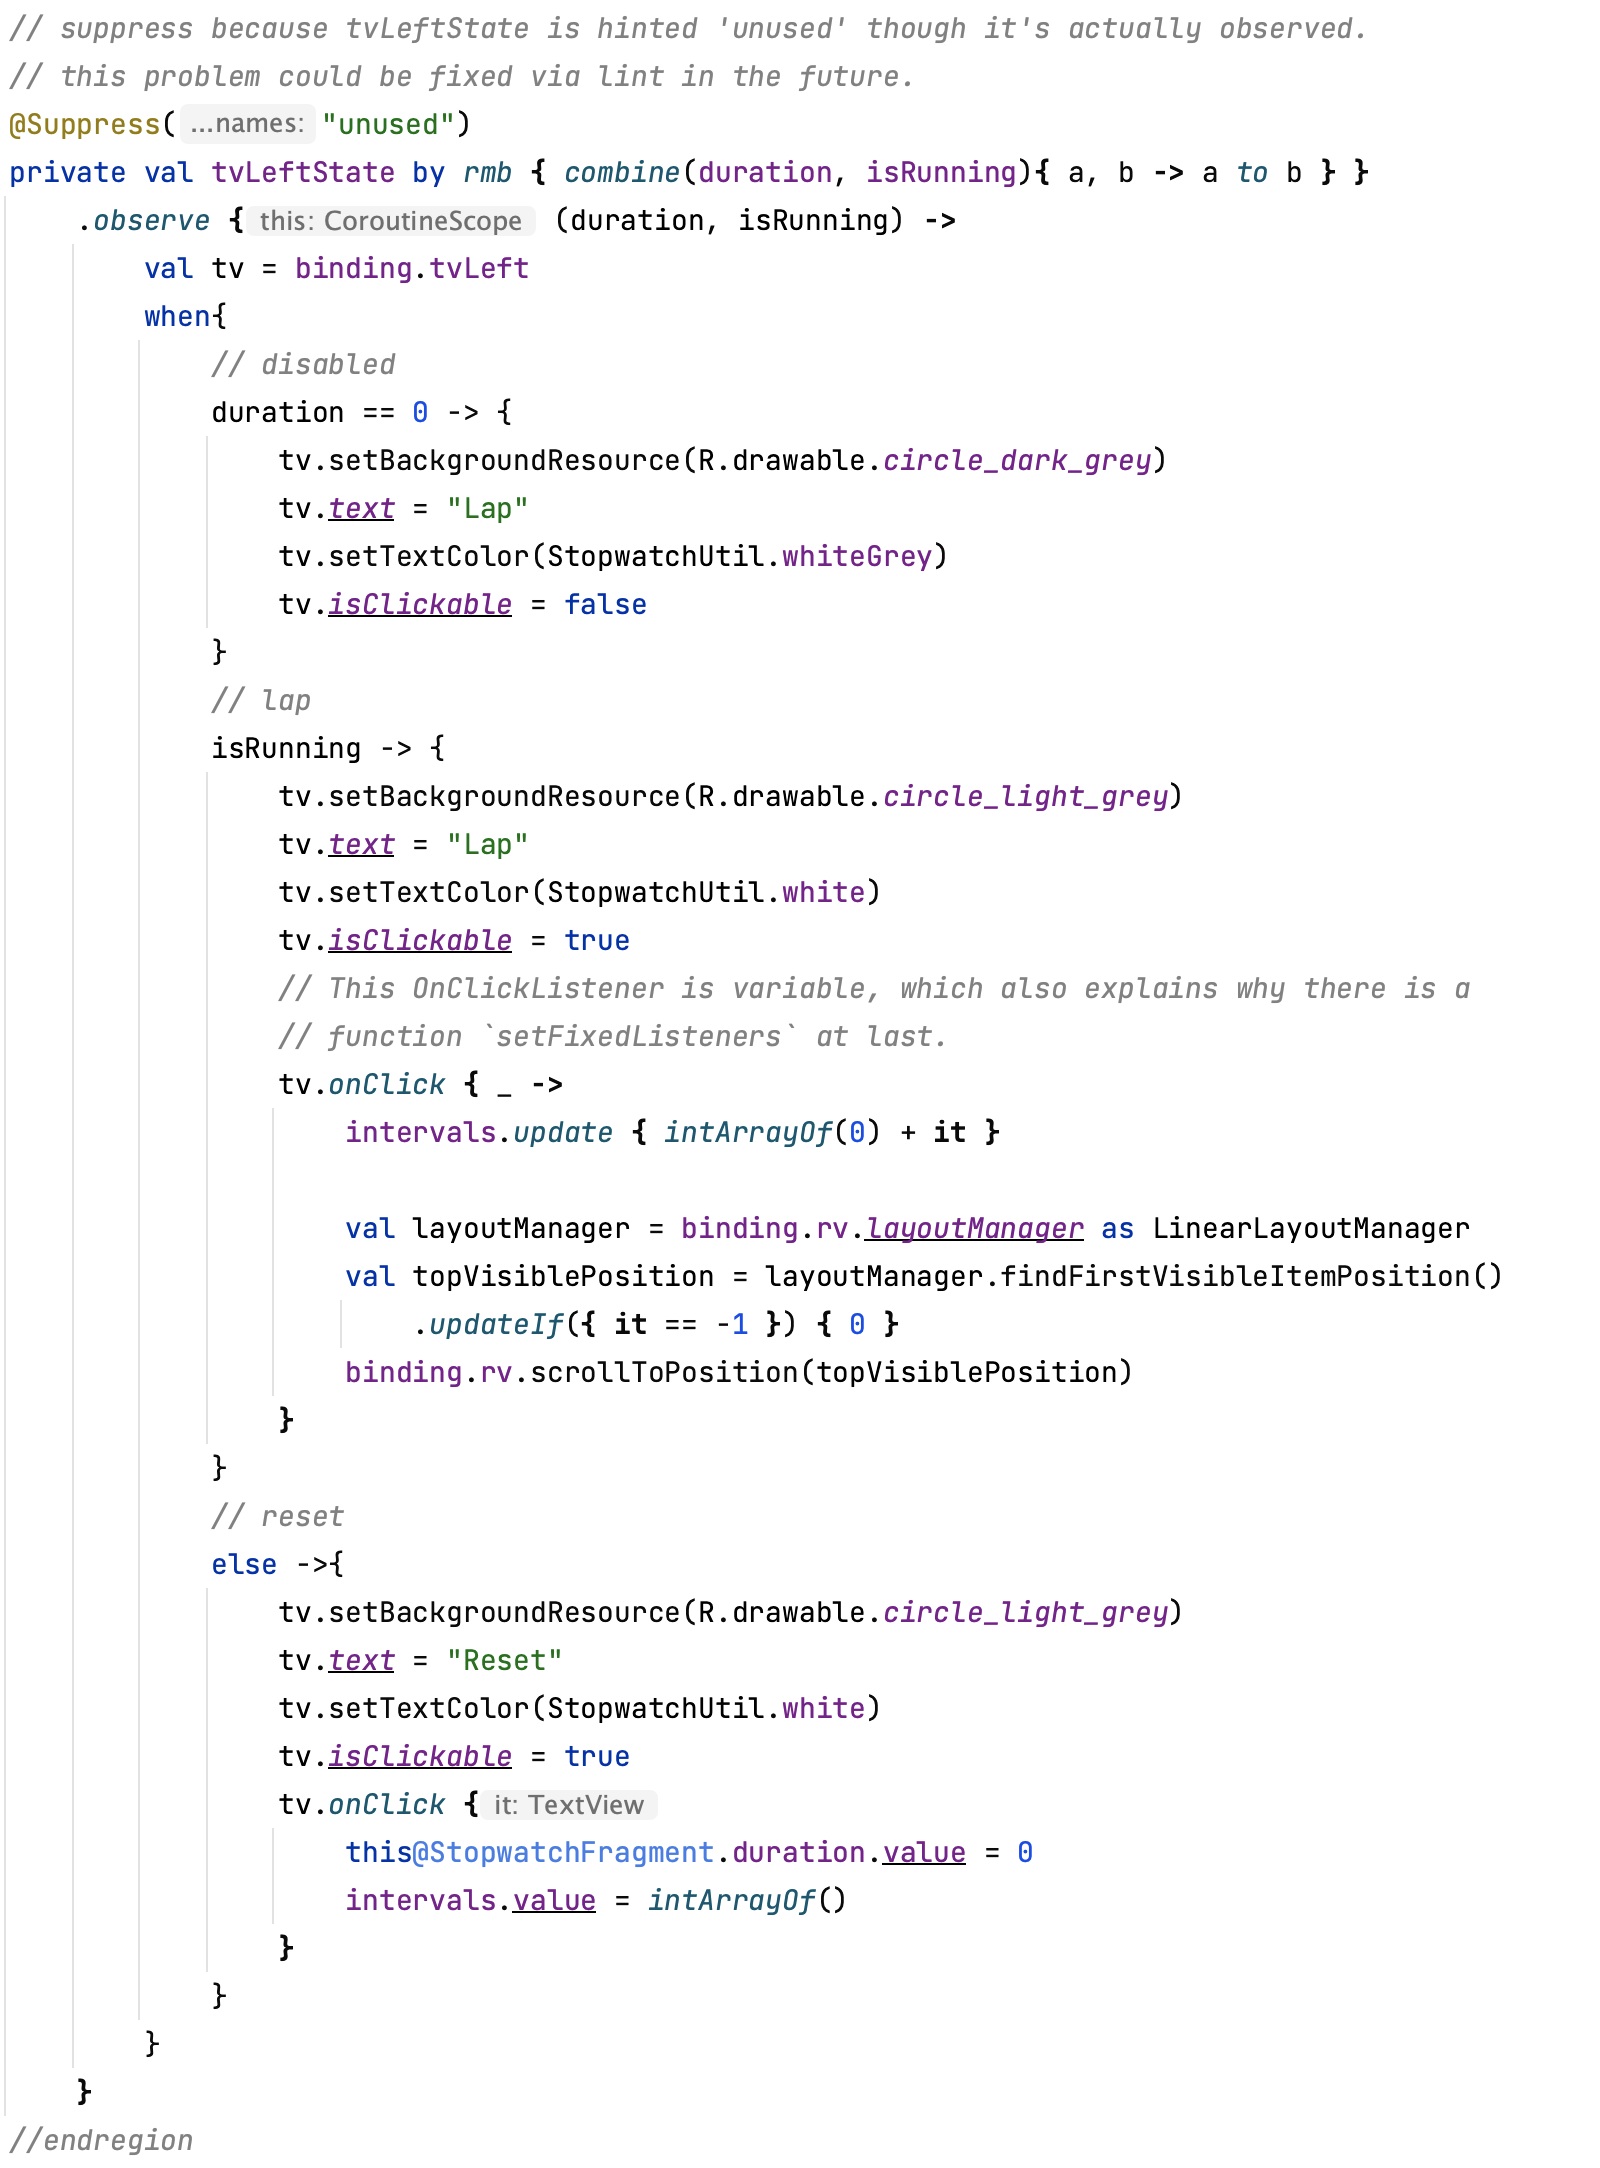 // suppress because tvLeftState is hinted 'unused' though it's actually observed.
// this problem could be fixed via lint in the future.
@Suppress( ...names: "unused")
private val tvLeftState by rmb { combine(duration, isRunning){ a, b -> a to b } }
    .observe { this: CoroutineScope (duration, isRunning) ->
        val tv = binding.tvLeft
        when{
            // disabled
            duration == 0 -> {
                tv.setBackgroundResource(R.drawable.circle_dark_grey)
                tv.text = "Lap"
                tv.setTextColor(StopwatchUtil.whiteGrey)
                tv.isClickable = false
            }
            // lap
            isRunning -> {
                tv.setBackgroundResource(R.drawable.circle_light_grey)
                tv.text = "Lap"
                tv.setTextColor(StopwatchUtil.white)
                tv.isClickable = true
                // This OnClickListener is variable, which also explains why there is a
                // function `setFixedListeners` at last.
                tv.onClick { _ ->
                    intervals.update { intArrayOf(0) + it }

                    val layoutManager = binding.rv.layoutManager as LinearLayoutManager
                    val topVisiblePosition = layoutManager.findFirstVisibleItemPosition()
                        .updateIf({ it == -1 }) { 0 }
                    binding.rv.scrollToPosition(topVisiblePosition)
                }
            }
            // reset
            else ->{
                tv.setBackgroundResource(R.drawable.circle_light_grey)
                tv.text = "Reset"
                tv.setTextColor(StopwatchUtil.white)
                tv.isClickable = true
                tv.onClick { it: TextView
                    this@StopwatchFragment.duration.value = 0
                    intervals.value = intArrayOf()
                }
            }
        }
    }
//endregion